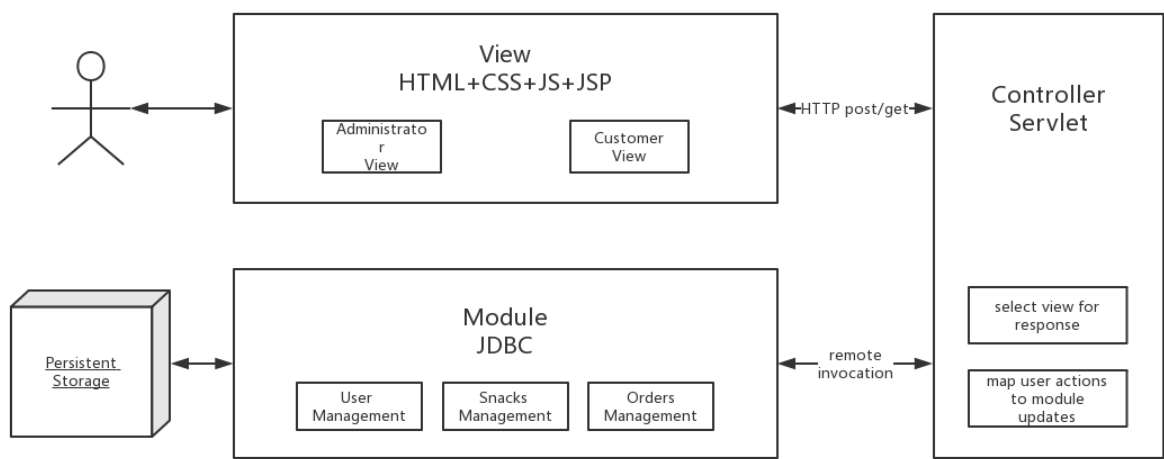 View
HTML+CSS+JS+JSP
Administrato
r
View
Customer
View
HTTP post/get
Controller
Servlet
select view for
response
map user actions
to module
updates
Module
JDBC
User
Management
Snacks
Management
Orders
Management
remote
invocation
Persistent
Storage